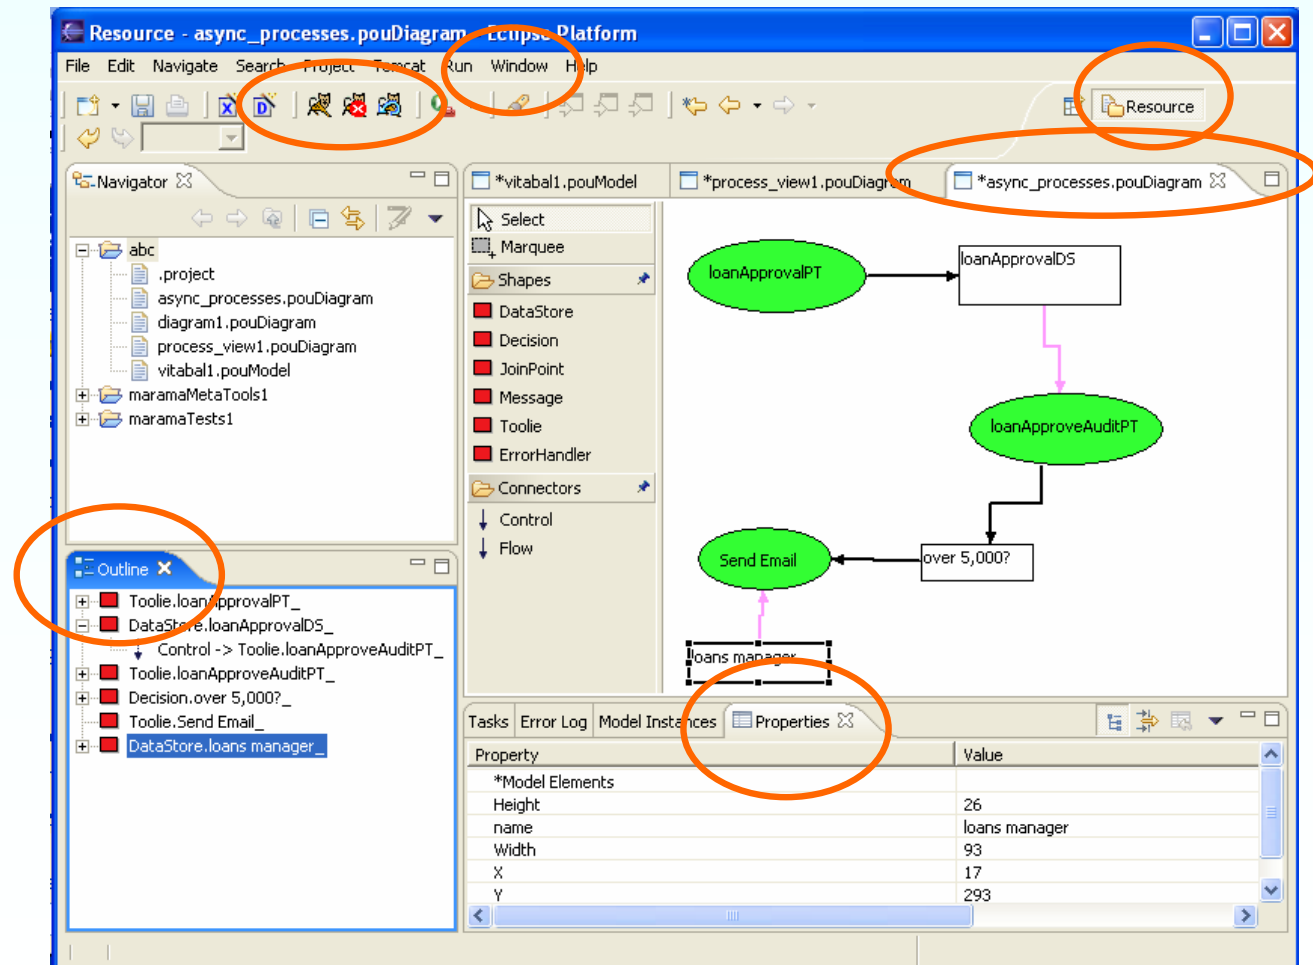 Resource - async_processes.pouDiagram - Eclipse Platform
File Edit Navigate Search Project Tomcat Run Window Help
Resource
Navigator
abc
.project
async_processes.pouDiagram
diagram1.pouDiagram
process_view1.pouDiagram
vitabal1.pouModel
maramaMetaTools1
maramaTests1
Outline
Toolie.loanApprovalPT_
DataStore.loanApprovalDS_
Control -> Toolie.loanApproveAuditPT_
Toolie.loanApproveAuditPT_
Decision.over 5,000?_
Toolie.Send Email_
DataStore.loans manager_
*vitabal1.pouModel *process_view1.pouDiagram *async_processes.pouDiagram
Select
Marquee
Shapes
DataStore
Decision
JoinPoint
Message
Toolie
ErrorHandler
Connectors
Control
Flow
loanApprovalPT
loanApprovalDS
loanApproveAuditPT
Send Email
over 5,000?
loans manager
Tasks Error Log Model Instances Properties
Property Value
*Model Elements
Height 26
name loans manager
Width 93
X 17
Y 293